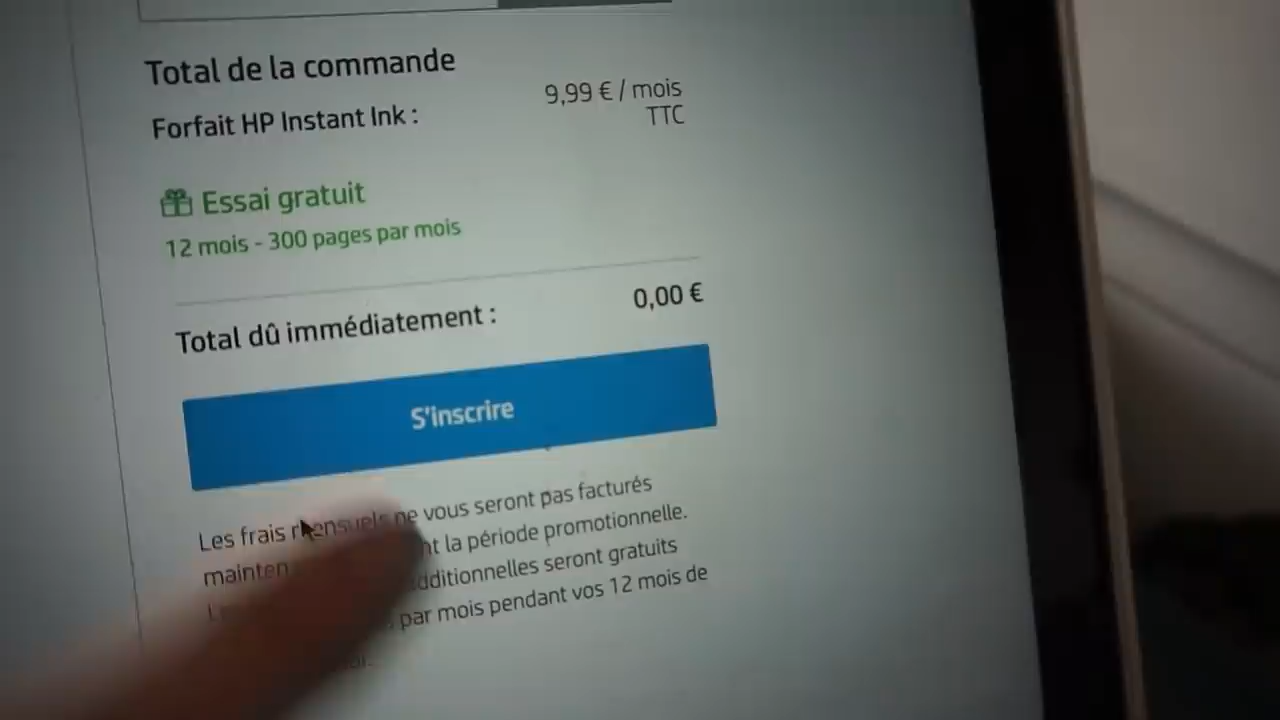 Total de la commande
Forfait HP Instant Ink :
9,99 € / mois
TTC
Essai gratuit
12 mois - 300 pages par mois
Total dû immédiatement :
0,00 €
S'inscrire
Les frais mensuels ne vous seront pas facturés
la période promotionnelle.
seront gratuits
par mois pendant vos 12 mois de